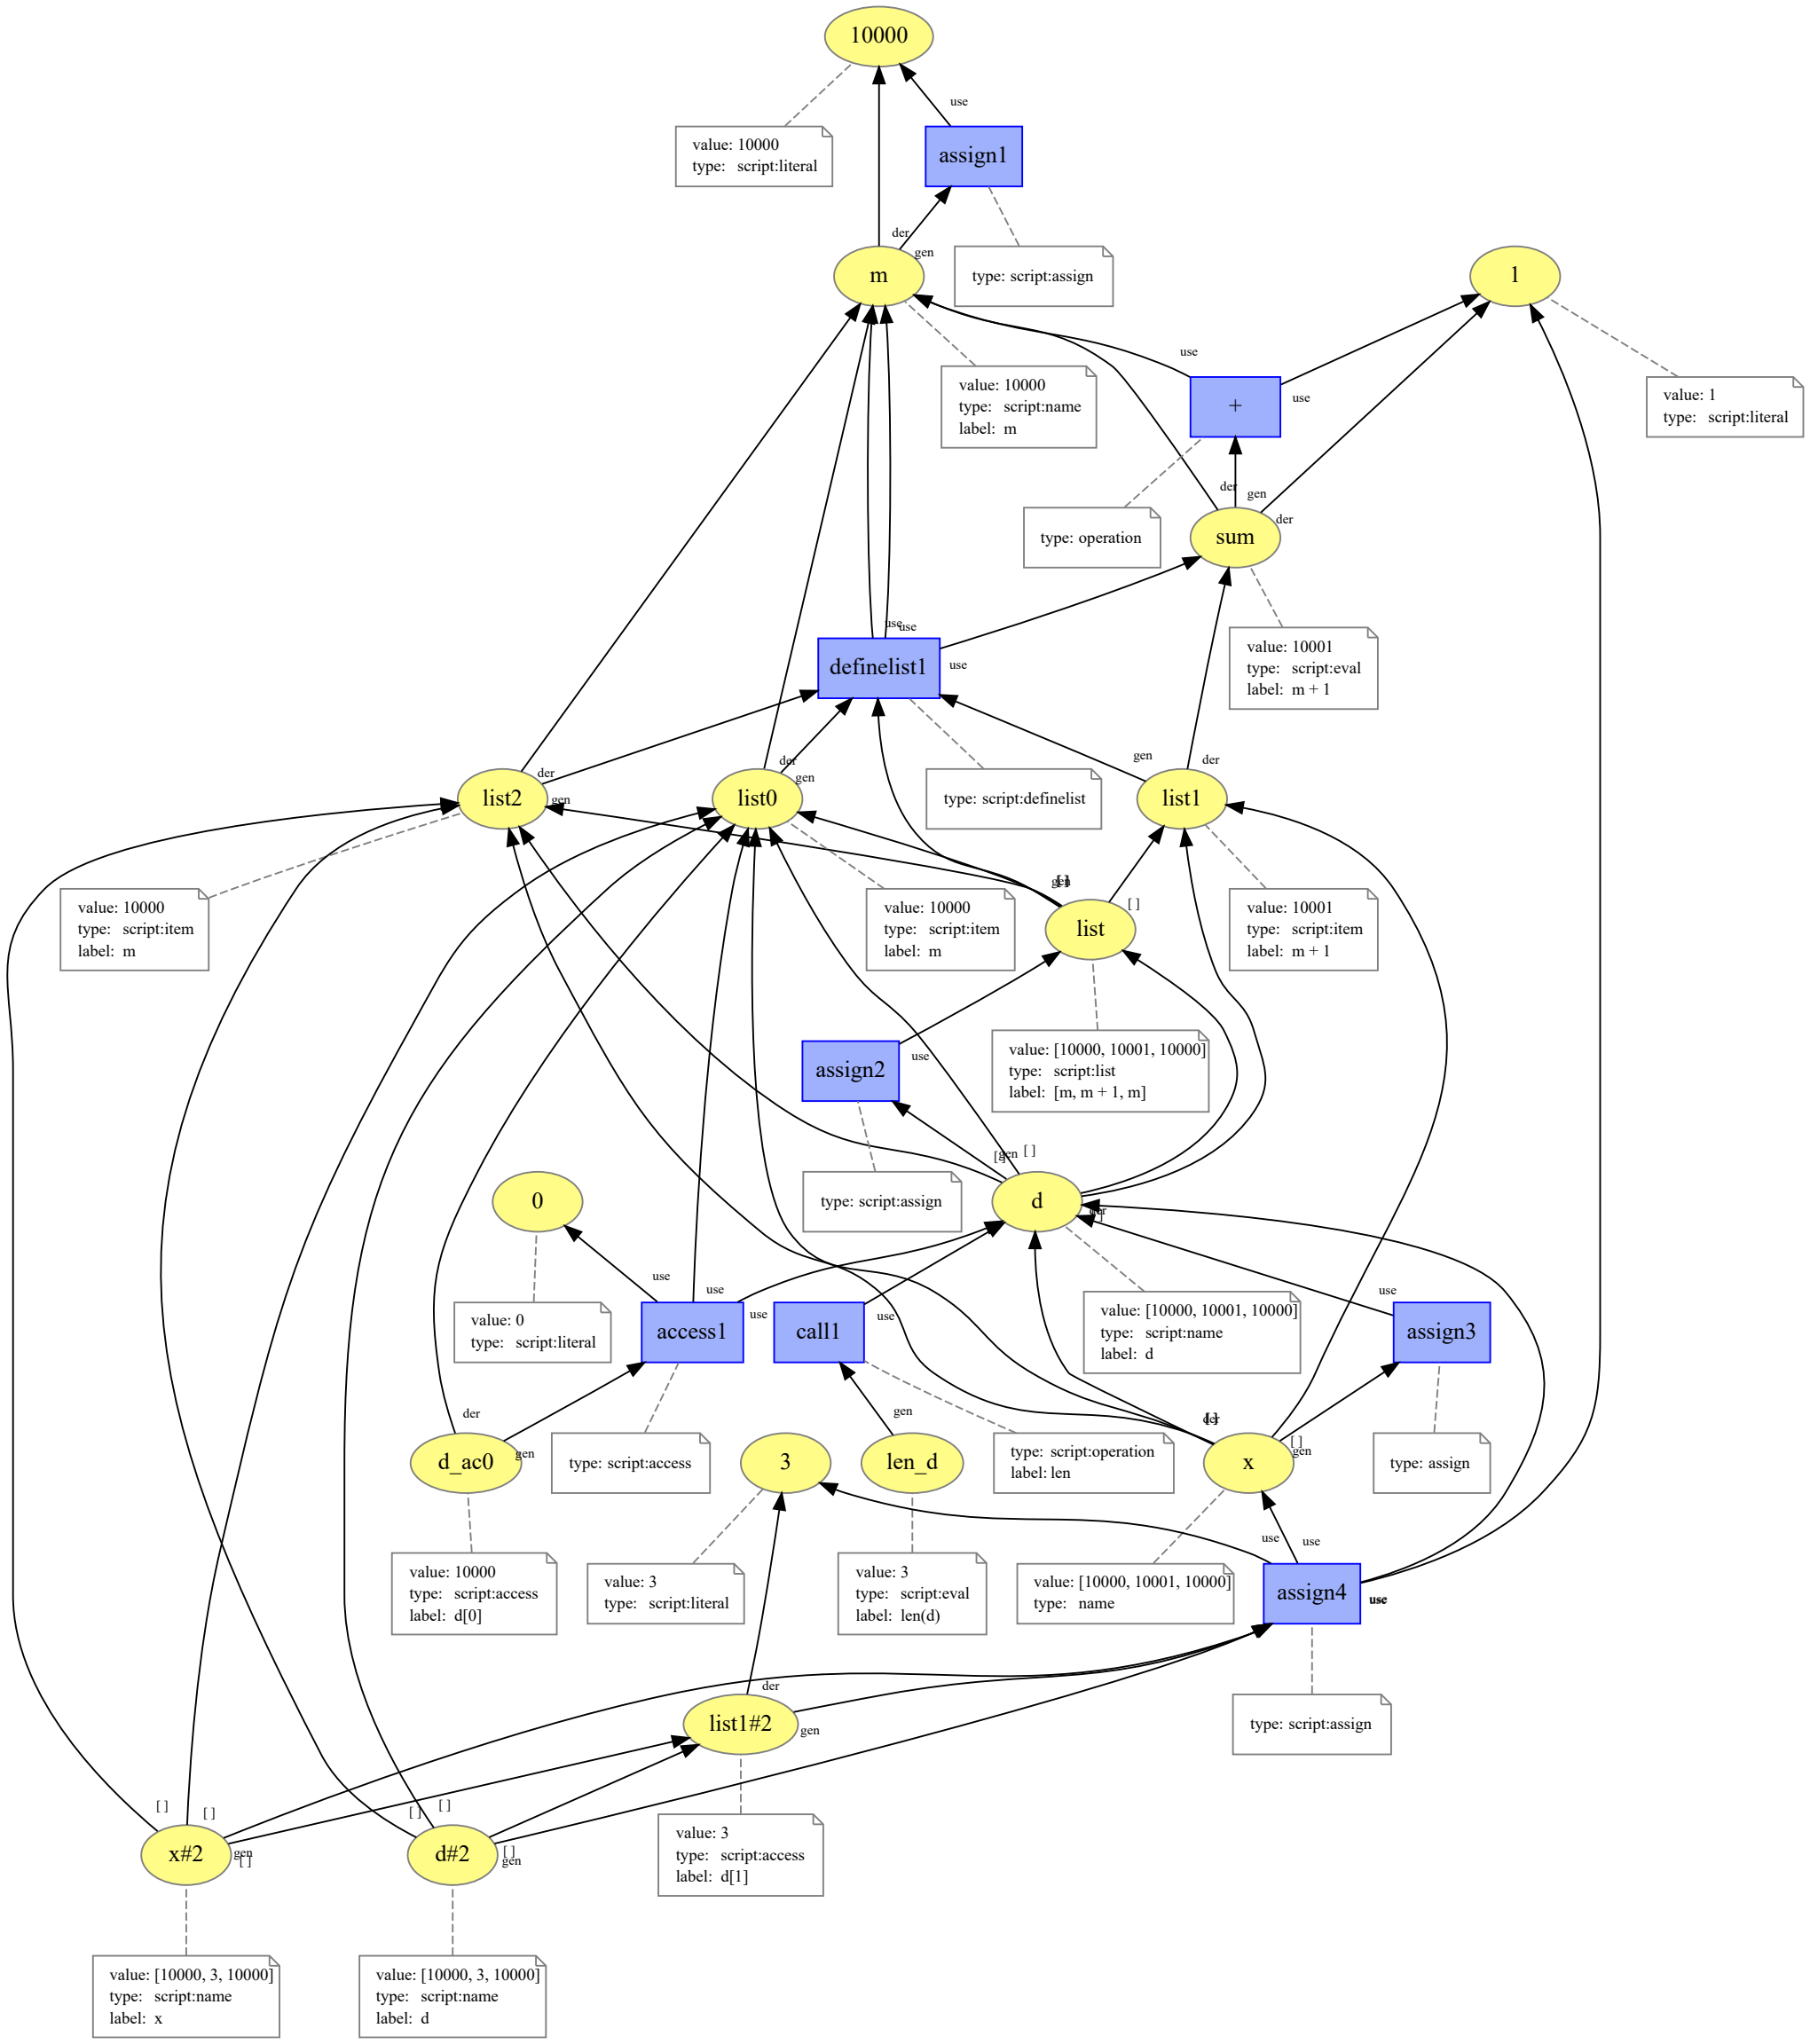 10000
use
value: 10000
type: script:literal
assign1
der
gen
type: script:assign
m
1
use
value: 10000
type: script:name
label: m
+
use
value: 1
type: script:literal
der
gen
der
type: operation
sum
use
use
definelist1
use
value: 10001
type: script:eval
label: m + 1
gen
der
der
der
gen
gen
list2
list0
type: script:definelist
list1
gen
[ ]
[ ]
value: 10000
type: script:item
label: m
value: 10000
type: script:item
label: m
list
value: 10001
type: script:item
label: m + 1
assign2
use
value: [10000, 10001, 10000]
type: script:list
label: [m, m + 1, m]
[ ]
gen
[ ]
0
type: script:assign
d
der
[ ]
use
use
use
use
use
value: 0
type: script:literal
access1
call1
value: [10000, 10001, 10000]
type: script:name
label: d
assign3
der
gen
der
[ ]
[ ]
gen
gen
d_ac0
type: script:access
3
len_d
type: script:operation
label: len
x
type: assign
use
use
value: 10000
type: script:access
label: d[0]
value: 3
type: script:literal
value: 3
type: script:eval
label: len(d)
value: [10000, 10001, 10000]
type: name
assign4
use
der
list1#2
gen
type: script:assign
[ ]
[ ]
[ ]
[ ]
value: 3
type: script:access
label: d[1]
x#2
gen
[ ]
d#2
[ ]
gen
value: [10000, 3, 10000]
type: script:name
label: x
value: [10000, 3, 10000]
type: script:name
label: d